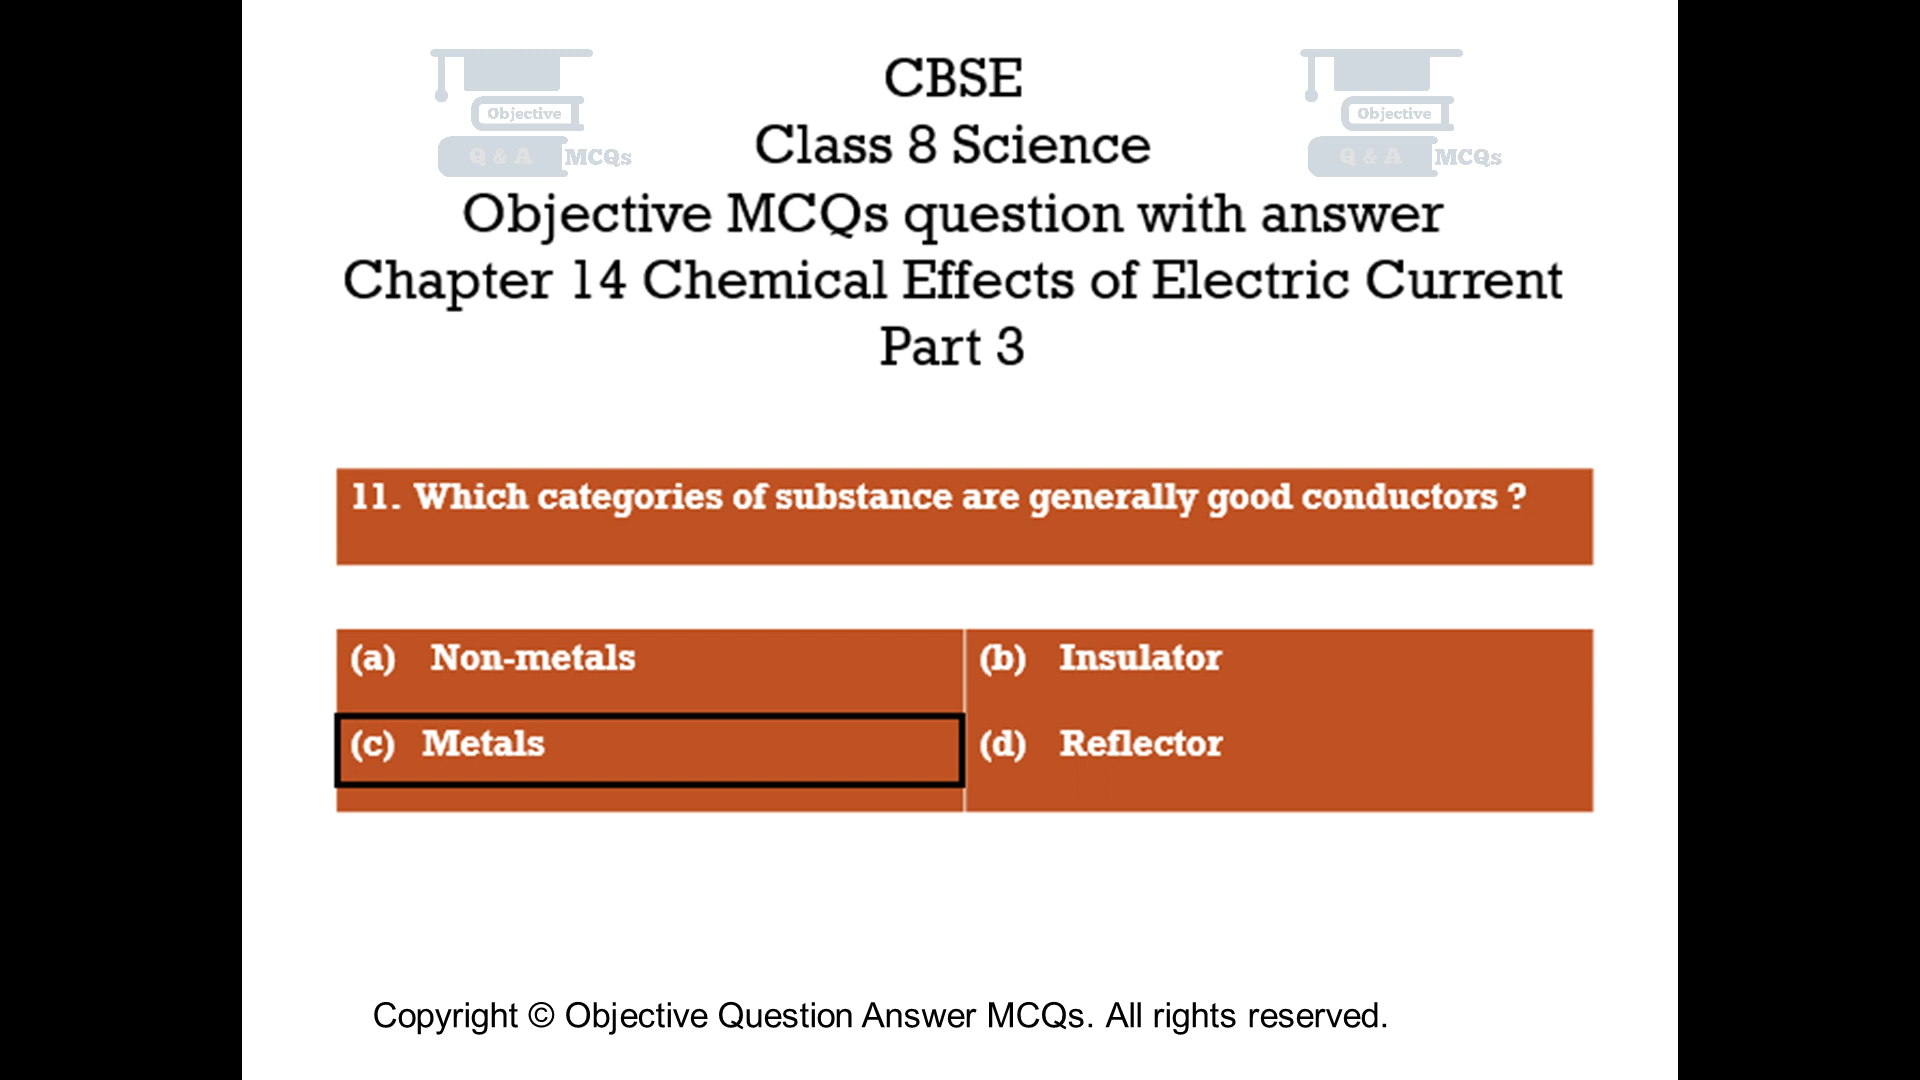 Objective
Q & A MCQs
Objective
Q & A MCQs
CBSE
Class 8 Science
Objective MCQs question with answer
Chapter 14 Chemical Effects of Electric Current
Part 3
11. Which categories of substance are generally good conductors ?
(a) Non-metals
(b) Insulator
(c) Metals
(d) Reflector
Copyright © Objective Question Answer MCQs. All rights reserved.